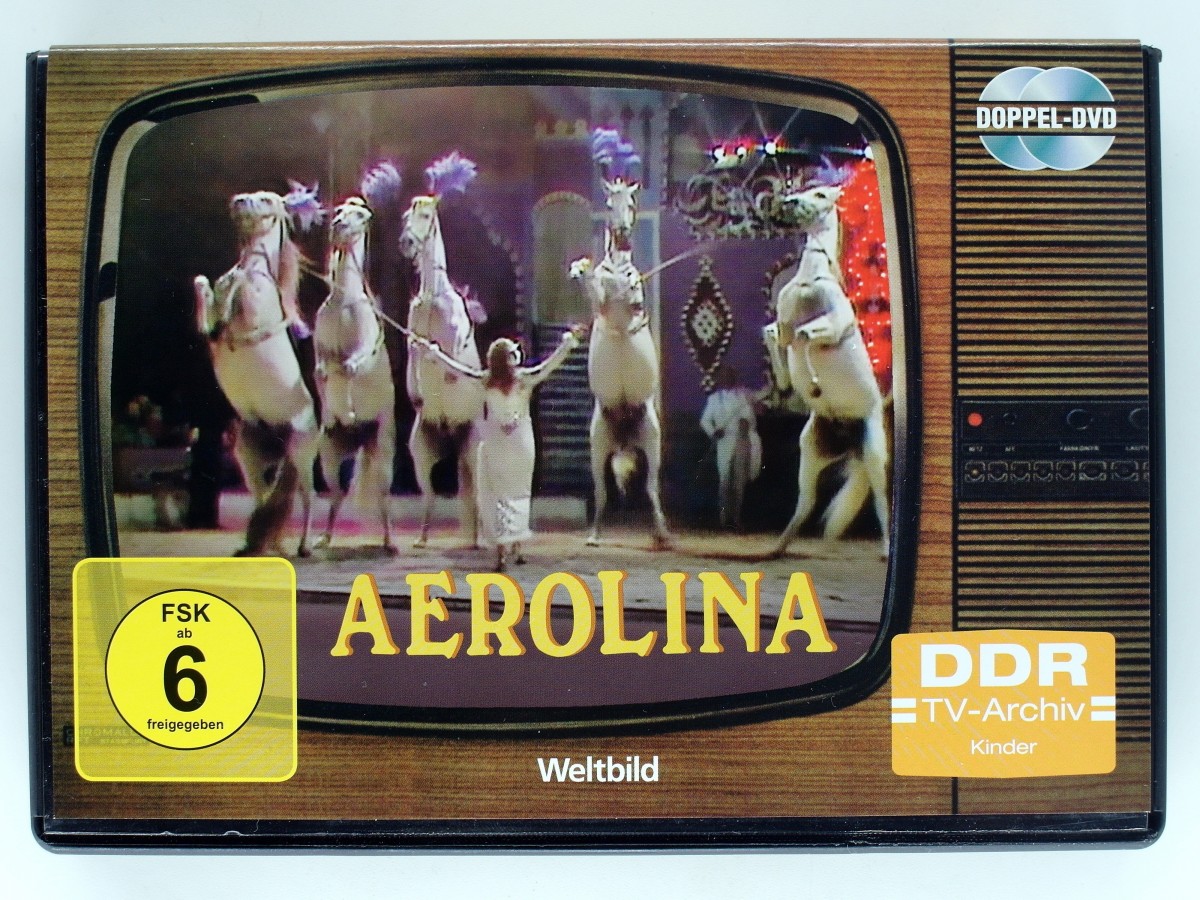 DOPPEL-DVD
AEROLINA
FSK
ab
6
freigegeben
DDR
TV-Archiv
Kinder
Weltbild